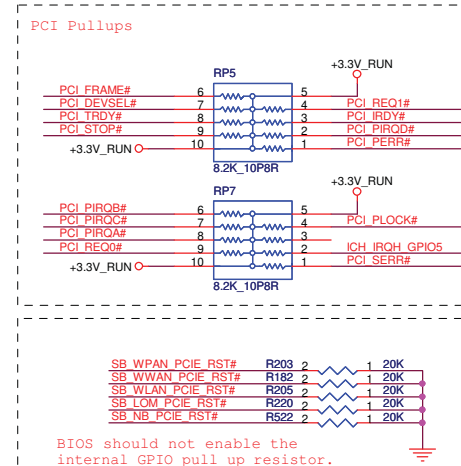 PCI Pullups
RP5
+3.3V_RUN
PCI_FRAME# 6 5
PCI_DEVSEL# 7 4 PCI_REQ1#
PCI_TRDY# 8 3 PCI_IRDY#
PCI_STOP# 9 2 PCI_PIRQD#
+3.3V_RUN 10 1 PCI_PERR#
8.2K_10P8R
RP7
+3.3V_RUN
PCI_PIRQB# 6 5
PCI_PIRQC# 7 4 PCI_PLOCK#
PCI_PIRQA# 8 3
PCI_REQ0# 9 2 ICH_IRQH_GPIO5
+3.3V_RUN 10 1 PCI_SERR#
8.2K_10P8R
SB_WPAN_PCIE_RST# R203 2 1 20K
SB_WWAN_PCIE_RST# R182 2 1 20K
SB_WLAN_PCIE_RST# R205 2 1 20K
SB_LOM_PCIE_RST# R220 2 1 20K
SB_NB_PCIE_RST# R522 2 1 20K
BIOS should not enable the
internal GPIO pull up resistor.